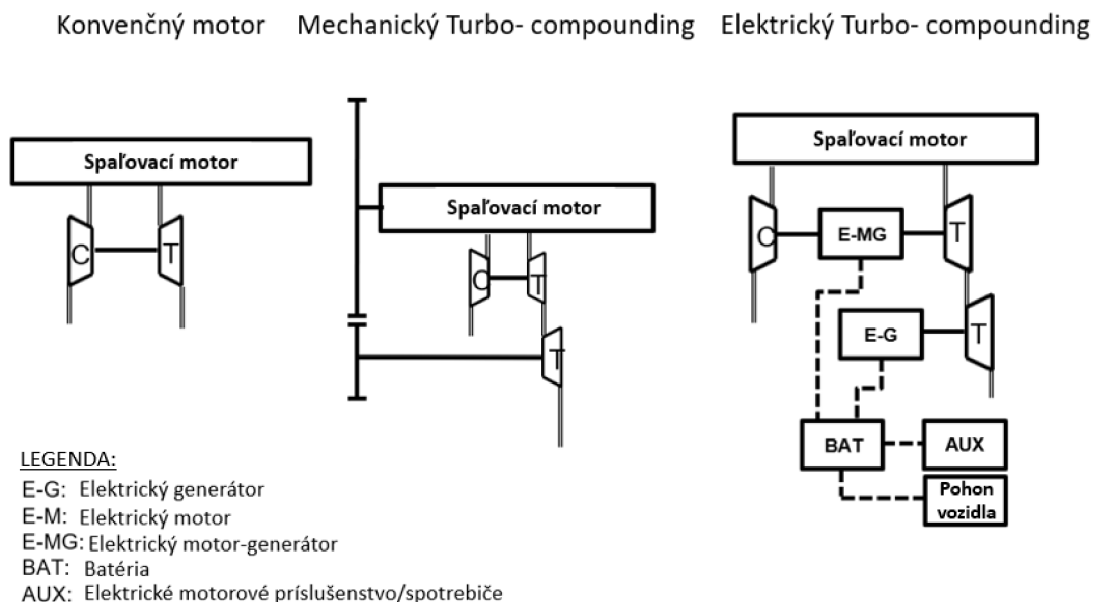 Konvenčný motor
Mechanický Turbo- compounding
Elektrický Turbo- compounding
Spaľovací motor
C
T
Spaľovací motor
C
T
T
Spaľovací motor
C
E-MG
T
E-G
T
BAT
AUX
Pohon
vozidla
LEGENDA:
E-G: Elektrický generátor
E-M: Elektrický motor
E-MG: Elektrický motor-generátor
BAT: Batéria
AUX: Elektrické motorové príslušenstvo/spotrebiče